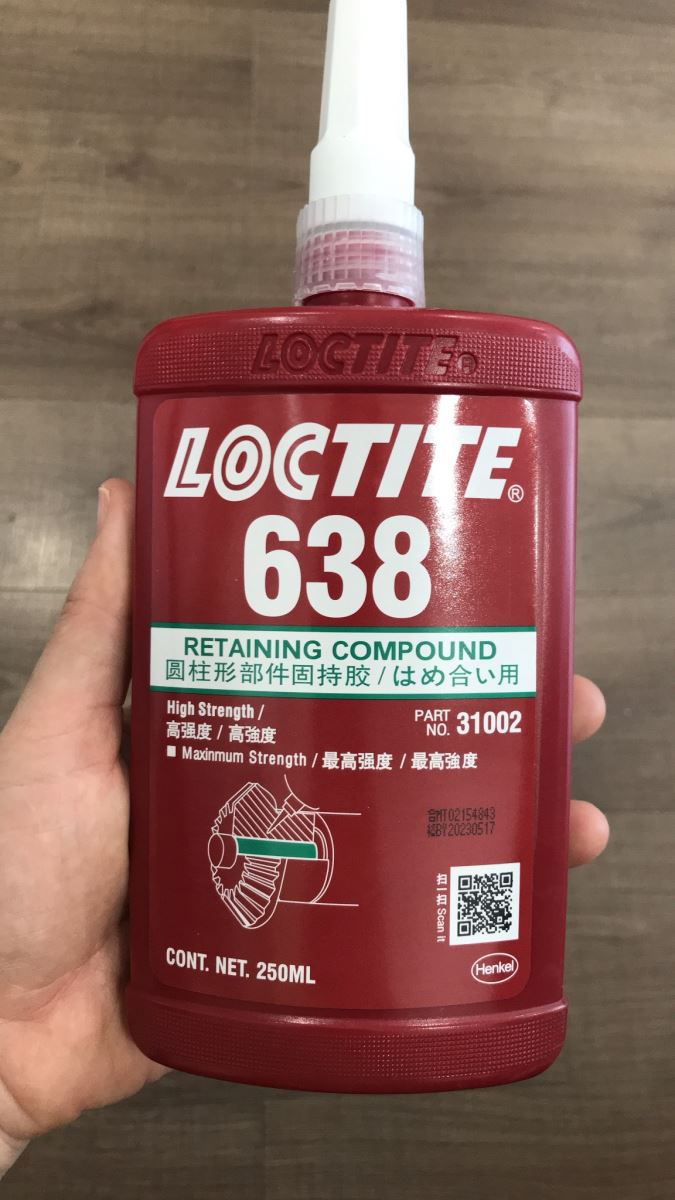 LOCTITE®
LOCTITE®
638
RETAINING COMPOUND
圆柱形部件固持胶 / はめ合い用
High Strength /
高强度 / 高強度
PART NO. 31002
■ Maxinmum Strength / 最高强度 / 最高強度
MT02154843
BY20230517
扫一扫 Scan it
CONT. NET. 250ML
Henkel